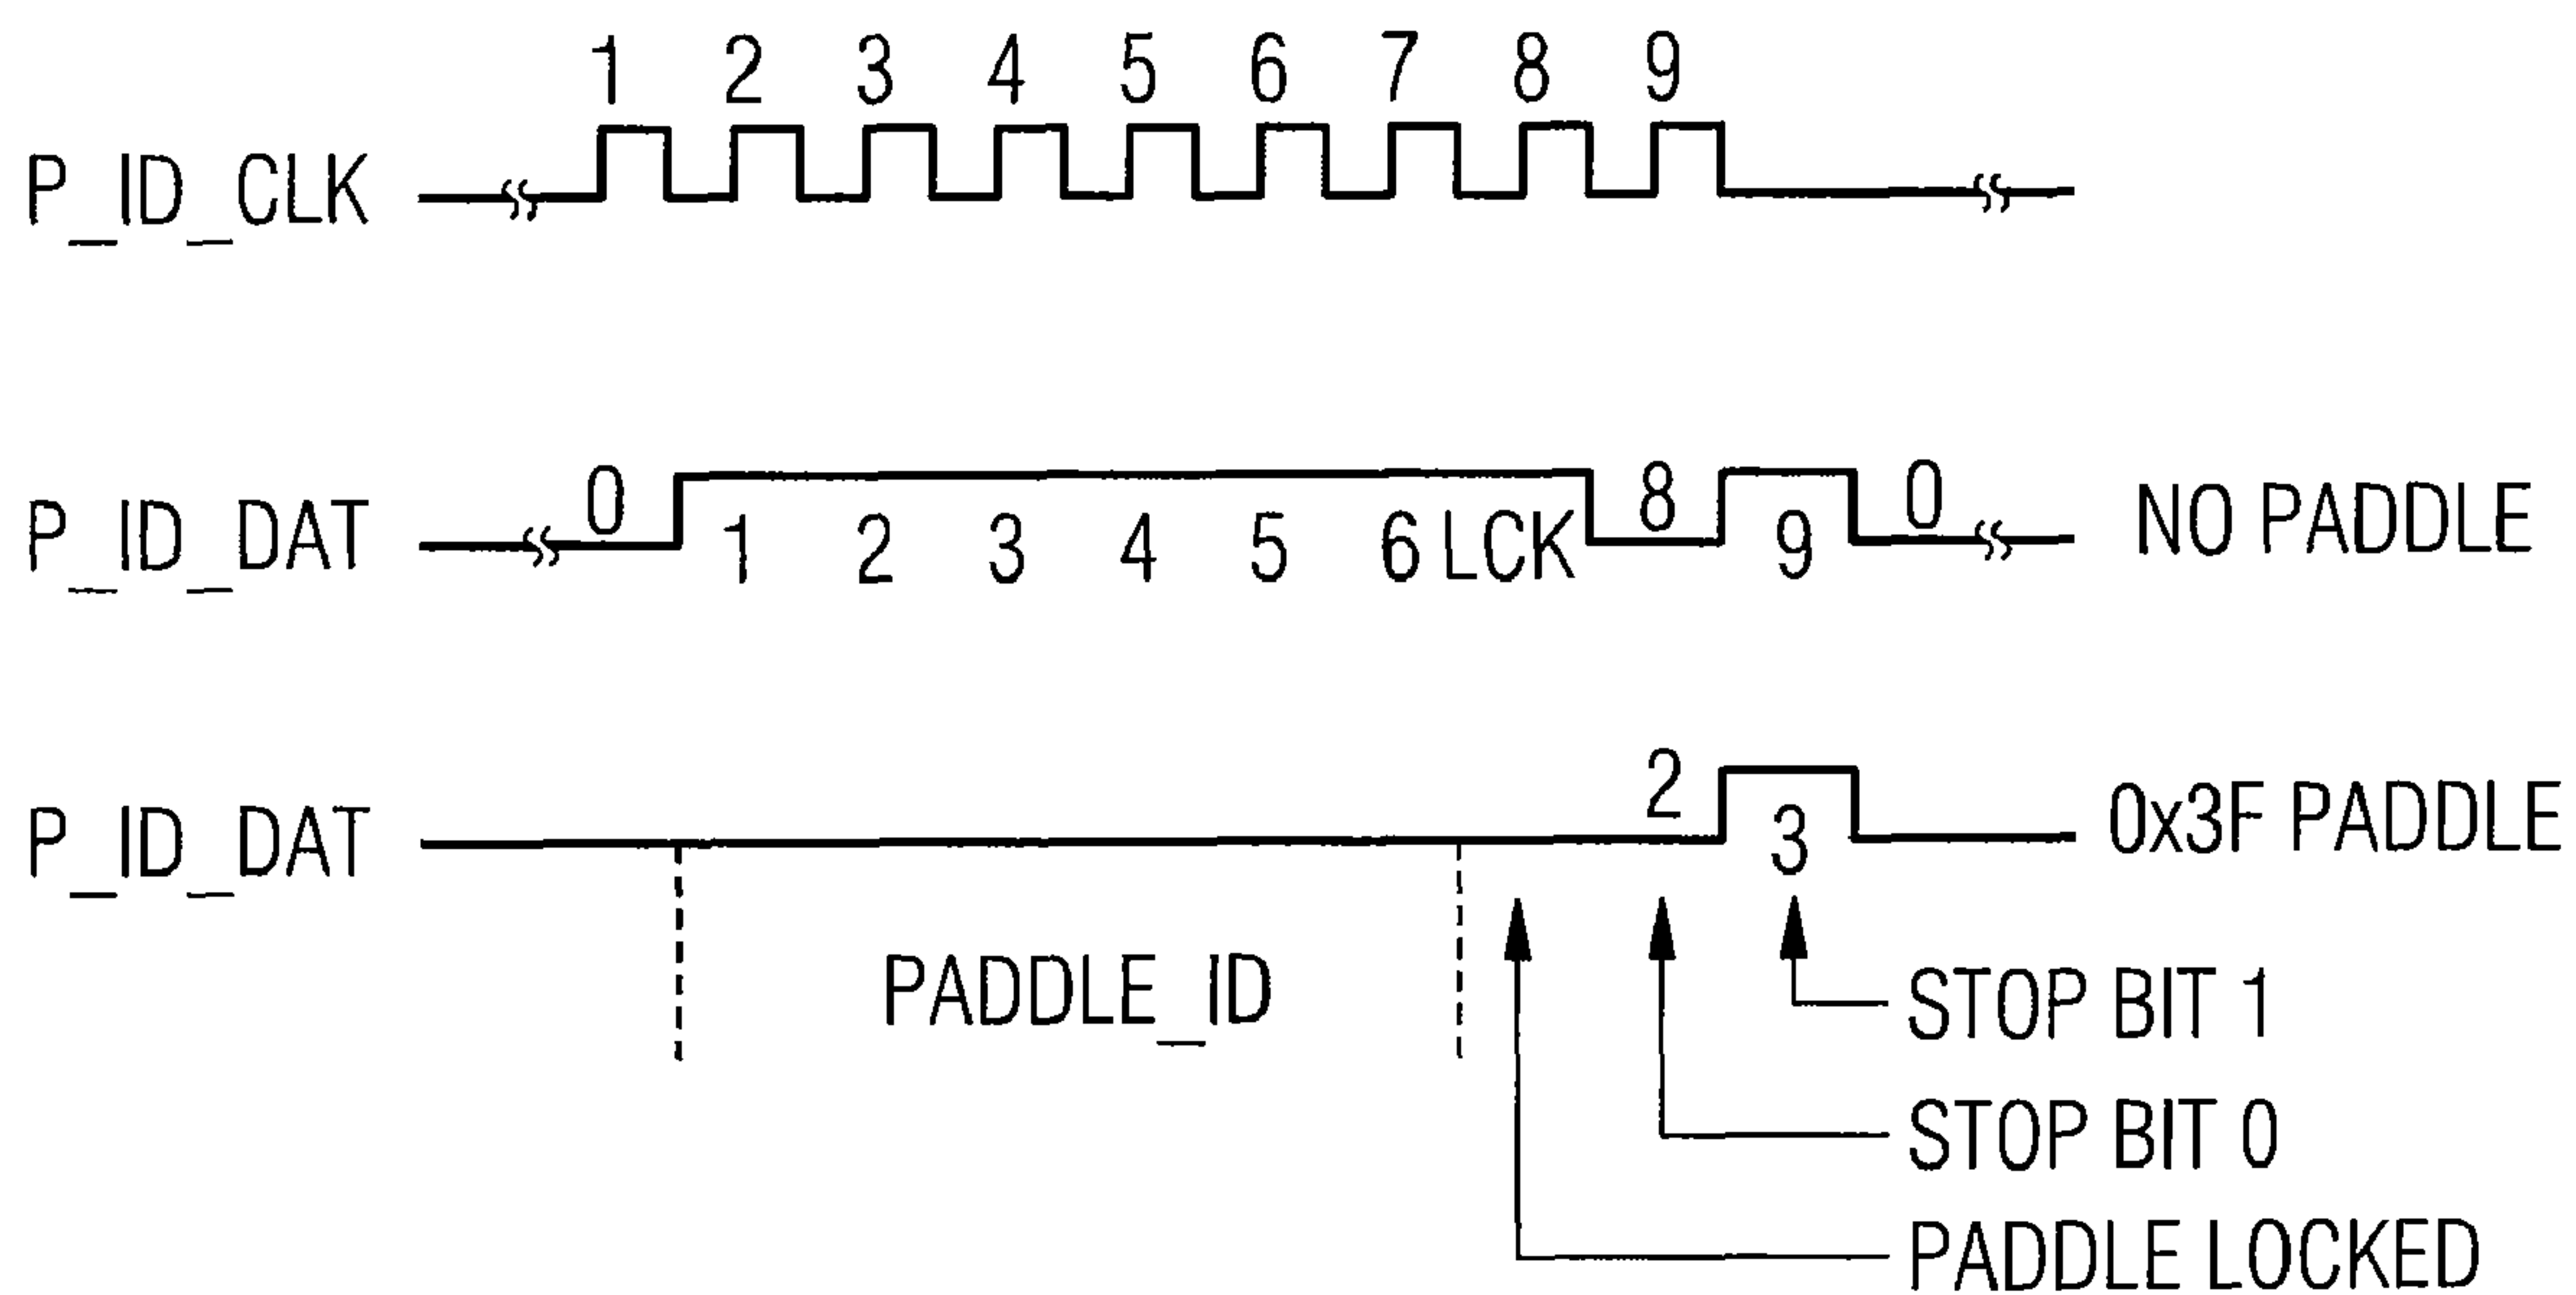 1 2 3 4 5 6 7 8 9
P_ID_CLK
P_ID_DAT 0 1 2 3 4 5 6 LCK 8 9 0 NO PADDLE
P_ID_DAT 2 3 0x3F PADDLE
PADDLE_ID
STOP BIT 1
STOP BIT 0
PADDLE LOCKED